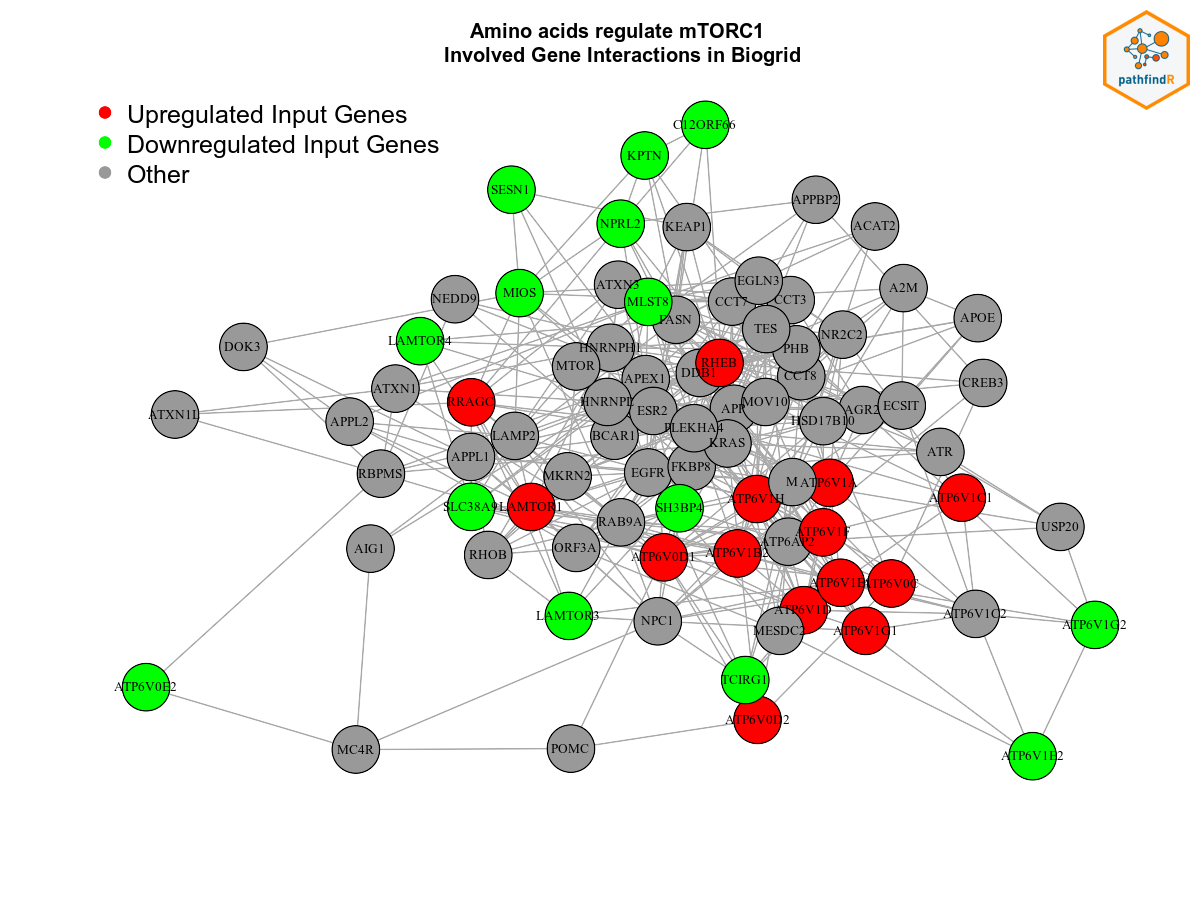 Amino acids regulate mTORC1
Involved Gene Interactions in Biogrid
pathfindR
Upregulated Input Genes
Downregulated Input Genes
Other
C12ORF66
KPTN
SESN1
APPBP2
NPRL2
KEAP1
ACAT2
ATXN3
EGLN3
A2M
MIOS
NEDD9
MLST8
CCT7
CCT3
FASN
APOE
TES
NR2C2
LAMTOR4
DOK3
HNRNPH1
PHB
MTOR
RHEB
DDB1
APEX1
CCT8
CREB3
ATXN1
RRAGC
HNRNPL
MOV10
ESR2
APP
AGR2
ECSIT
ATXN1L
APPL2
HSD17B10
PLEKHA4
LAMP2
BCAR1
KRAS
ATR
APPL1
RBPMS
MKRN2
EGFR
FKBP8
M
ATP6V1A
ATP6V1H
ATP6V1C1
SLC38A9
LAMTOR1
SH3BP4
RAB9A
USP20
ATP6V1F
ATP6AP2
AIG1
RHOB
ORF3A
ATP6V0D1
ATP6V1B2
ATP6V0C
LAMTOR3
NPC1
ATP6V1D
ATP6V1C2
MESDC2
ATP6V1G1
ATP6V1G2
TCIRG1
ATP6V0E2
ATP6V0D2
MC4R
POMC